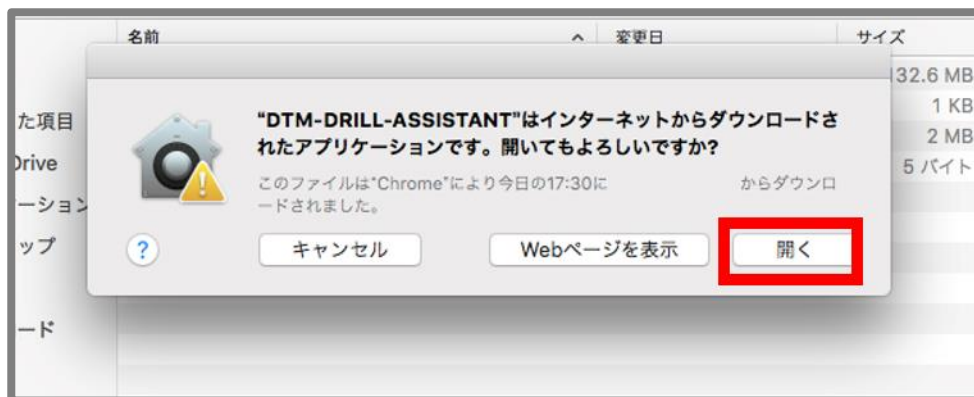 名前 変更日 サイズ
132.6 MB
1 KB
た項目
2 MB
Drive
5 バイト
ーション
ップ
ード
"DTM-DRILL-ASSISTANT"はインターネットからダウンロードさ
れたアプリケーションです。開いてもよろしいですか?
このファイルは"Chrome"により今日の17:30に からダウンロ
ードされました。
? キャンセル Webページを表示 開く